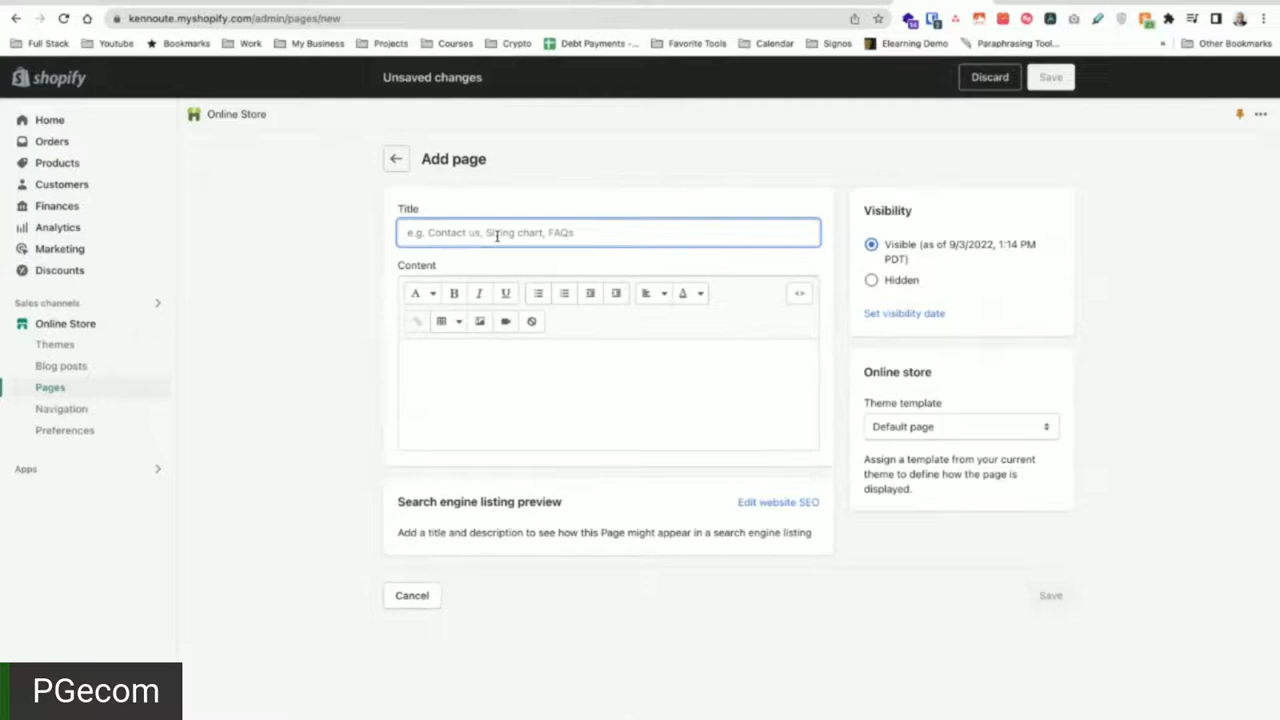 kennoute.myshopify.com/admin/pages/new
Full Stack
Youtube
Bookmarks
Work
My Business
Projects
Courses
Crypto
Debt Payments -...
Favorite Tools
Calendar
Signos
Elearning Demo
Paraphrasing Tool...
»
Other Bookmarks
shopify
Unsaved changes
Discard
Save
Home
Orders
Products
Customers
Finances
Analytics
Marketing
Discounts
Sales channels
Online Store
Themes
Blog posts
Pages
Navigation
Preferences
Apps
Online Store
Add page
Title
e.g. Contact us, Sizing chart, FAQs
Content
A B I U A <>
Search engine listing preview
Edit website SEO
Add a title and description to see how this Page might appear in a search engine listing
Cancel
Visibility
Visible (as of 9/3/2022, 1:14 PM
PDT)
Hidden
Set visibility date
Online store
Theme template
Default page
Assign a template from your current
theme to define how the page is
displayed.
Save
PGecom